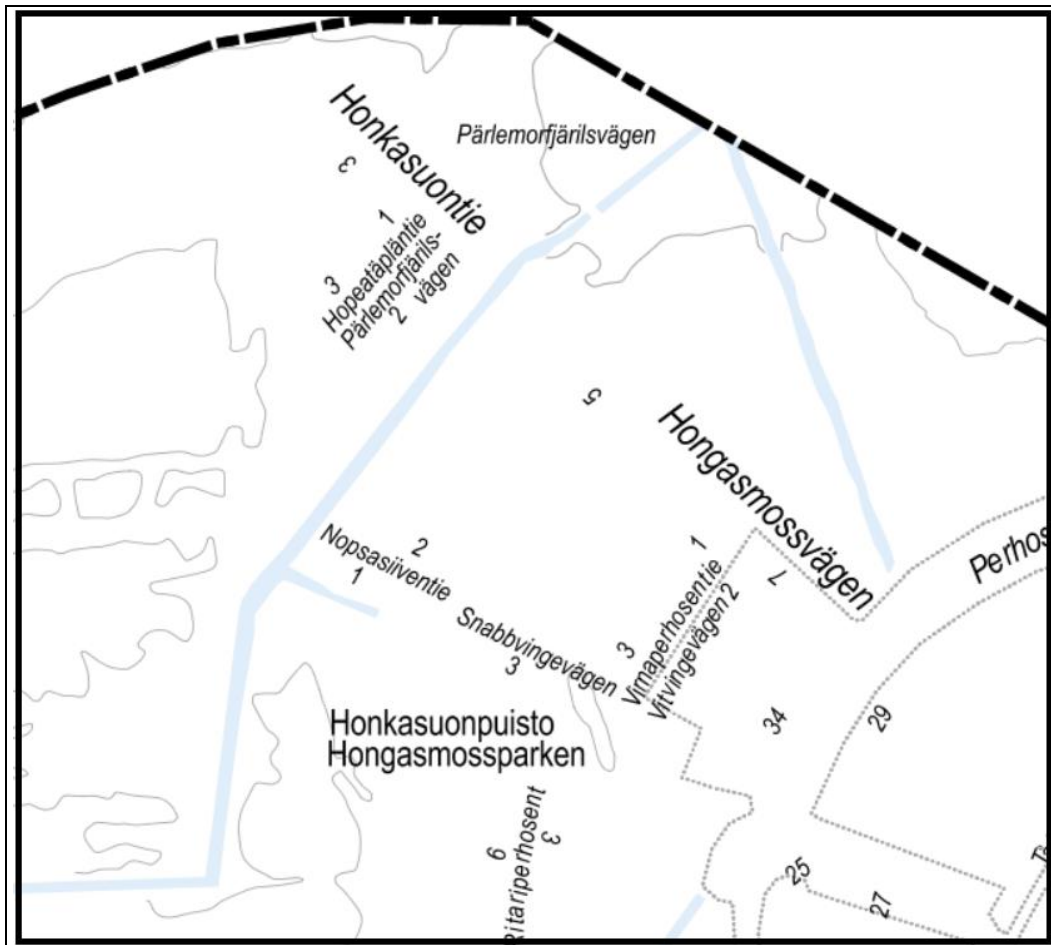 Honkasuontie
Pärlemorfjärilsvägen
3
1
Hopeatäpläntie
3
Pärlemorfjärils-
vägen
2
5
Hongasmossvägen
Perhos
Nopsasiiventie
2
1
Snabbvingevägen
3
1
Vimaperhosentie
3
Vitvingevägen 2
7
Honkasuonpuisto
Hongasmossparken
34
29
Ritariperhosent
6
3
25
27